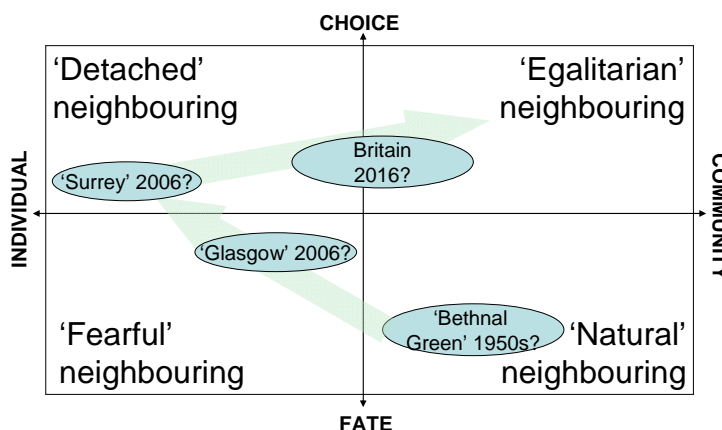 CHOICE
‘Detached’
neighbouring
‘Egalitarian’
neighbouring
Britain
2016?
‘Surrey’ 2006?
INDIVIDUAL
COMMUNITY
‘Glasgow’ 2006?
‘Bethnal
Green’ 1950s?
‘Fearful’
neighbouring
‘Natural’
neighbouring
FATE